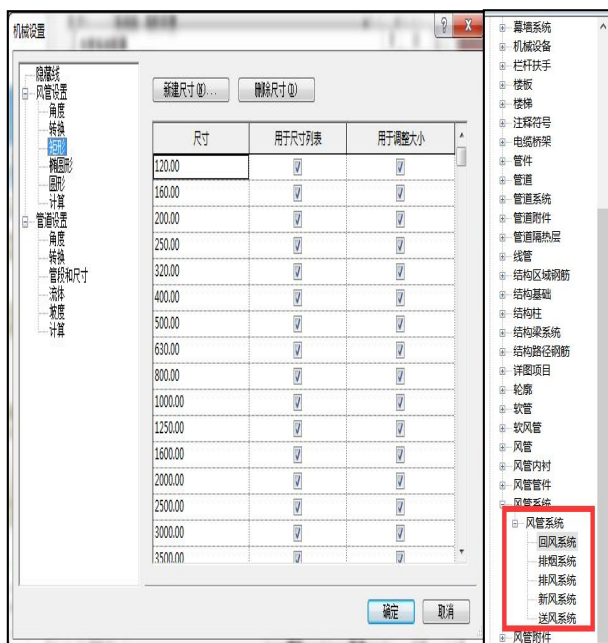 机械设置
隐藏线
风管设置
角度
转换
矩形
椭圆形
圆形
计算
管道设置
角度
转换
管段和尺寸
流体
坡度
计算
新建尺寸(N)... 删除尺寸(D)
尺寸 用于尺寸列表 用于调整大小
120.00
160.00
200.00
250.00
320.00
400.00
500.00
630.00
800.00
1000.00
1250.00
1600.00
2000.00
2500.00
3000.00
3500.00
确定 取消
幕墙系统
机械设备
栏杆扶手
楼板
楼梯
注释符号
电缆桥架
管件
管道
管道系统
管道附件
管道隔热层
线管
结构区域钢筋
结构基础
结构柱
结构梁系统
结构路径钢筋
详图项目
轮廓
软管
软风管
风管
风管内衬
风管管件
风管系统
风管系统
回风系统
排烟系统
排风系统
新风系统
送风系统
风管附件